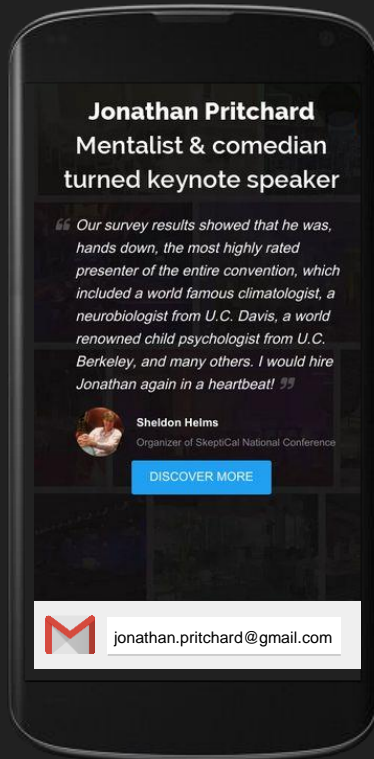 Jonathan Pritchard
Mentalist & comedian
turned keynote speaker
“ Our survey results showed that he was,
hands down, the most highly rated
presenter of the entire convention, which
included a world famous climatologist, a
neurobiologist from U.C. Davis, a world
renowned child psychologist from U.C.
Berkeley, and many others. I would hire
Jonathan again in a heartbeat! ”
Sheldon Helms
Organizer of SkeptiCal National Conference
DISCOVER MORE
jonathan.pritchard@gmail.com